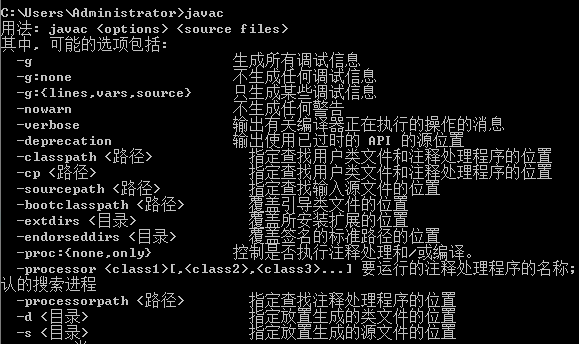 C:\Users\Administrator>javac
用法: javac <options> <source files>
其中, 可能的选项包括:
-g 生成所有调试信息
-g:none 不生成任何调试信息
-g:{lines,vars,source} 只生成某些调试信息
-nowarn 不生成任何警告
-verbose 输出有关编译器正在执行的操作的消息
-deprecation 输出使用已过时的 API 的源位置
-classpath <路径> 指定查找用户类文件和注释处理程序的位置
-cp <路径> 指定查找用户类文件和注释处理程序的位置
-sourcepath <路径> 指定查找输入源文件的位置
-bootclasspath <路径> 覆盖引导类文件的位置
-extdirs <目录> 覆盖所安装扩展的位置
-endorseddirs <目录> 覆盖签名的标准路径的位置
-proc:{none,only} 控制是否执行注释处理和/或编译。
-processor <class1>[,<class2>,<class3>...] 要运行的注释处理程序的名称;
认的搜索进程
-processorpath <路径> 指定查找注释处理程序的位置
-d <目录> 指定放置生成的类文件的位置
-s <目录> 指定放置生成的源文件的位置